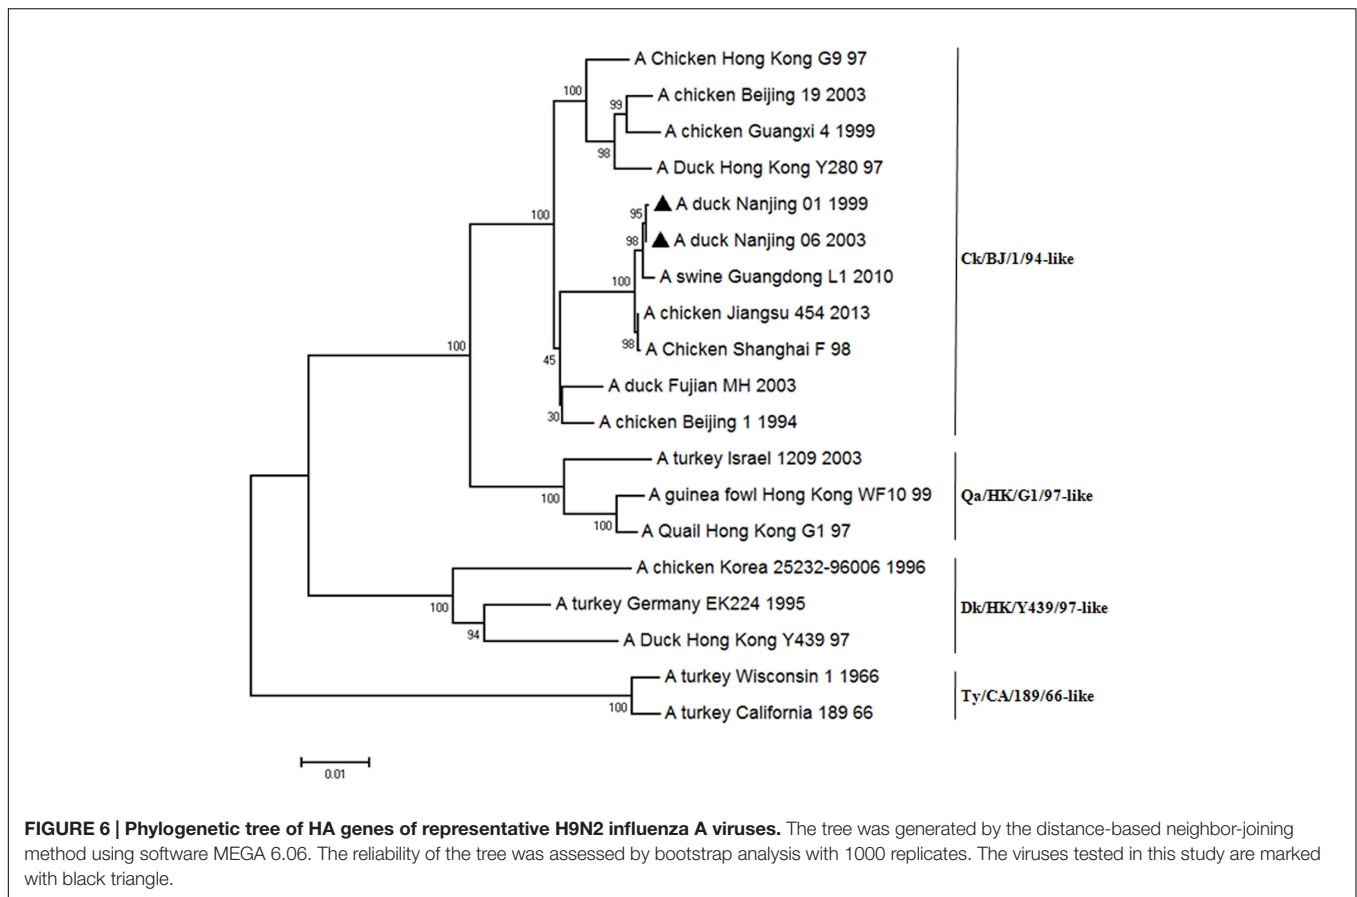 A Chicken Hong Kong G9 97
100
A chicken Beijing 19 2003
99
A chicken Guangxi 4 1999
98
A Duck Hong Kong Y280 97
A duck Nanjing 01 1999
95
100
A duck Nanjing 06 2003
98
Ck/BJ/1/94-like
A swine Guangdong L1 2010
100
A chicken Jiangsu 454 2013
98
A Chicken Shanghai F 98
100
45
A duck Fujian MH 2003
30
A chicken Beijing 1 1994
A turkey Israel 1209 2003
100
A guinea fowl Hong Kong WF10 99
Qa/HK/G1/97-like
100
A Quail Hong Kong G1 97
A chicken Korea 25232-96006 1996
100
A turkey Germany EK224 1995
Dk/HK/Y439/97-like
94
A Duck Hong Kong Y439 97
A turkey Wisconsin 1 1966
Ty/CA/189/66-like
100
A turkey California 189 66
0.01
FIGURE 6 | Phylogenetic tree of HA genes of representative H9N2 influenza A viruses. The tree was generated by the distance-based neighbor-joining
method using software MEGA 6.06. The reliability of the tree was assessed by bootstrap analysis with 1000 replicates. The viruses tested in this study are marked
with black triangle.